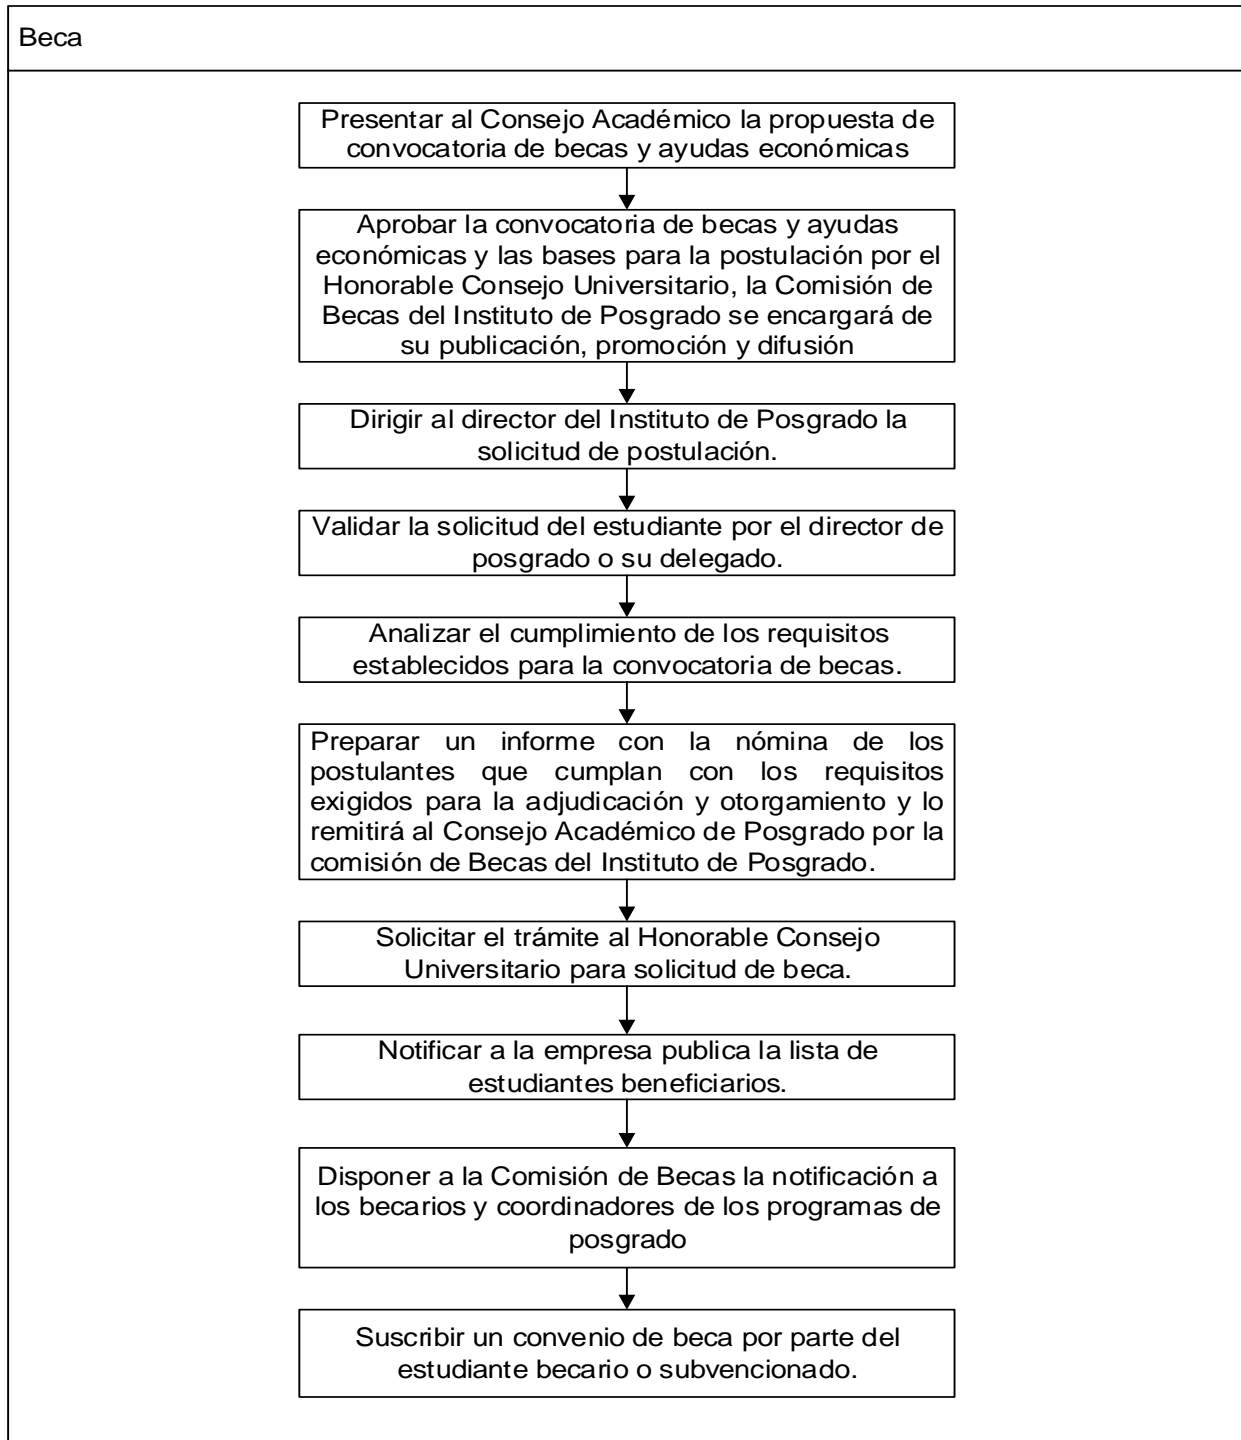 Beca
Presentar al Consejo Académico la propuesta de
convocatoria de becas y ayudas económicas
Aprobar la convocatoria de becas y ayudas
económicas y las bases para la postulación por el
Honorable Consejo Universitario, la Comisión de
Becas del Instituto de Posgrado se encargará de
su publicación, promoción y difusión
Dirigir al director del Instituto de Posgrado la
solicitud de postulación.
Validar la solicitud del estudiante por el director de
posgrado o su delegado.
Analizar el cumplimiento de los requisitos
establecidos para la convocatoria de becas.
Preparar un informe con la nómina de los
postulantes que cumplan con los requisitos
exigidos para la adjudicación y otorgamiento y lo
remitirá al Consejo Académico de Posgrado por la
comisión de Becas del Instituto de Posgrado.
Solicitar el trámite al Honorable Consejo
Universitario para solicitud de beca.
Notificar a la empresa publica la lista de
estudiantes beneficiarios.
Disponer a la Comisión de Becas la notificación a
los becarios y coordinadores de los programas de
posgrado
Suscribir un convenio de beca por parte del
estudiante becario o subvencionado.